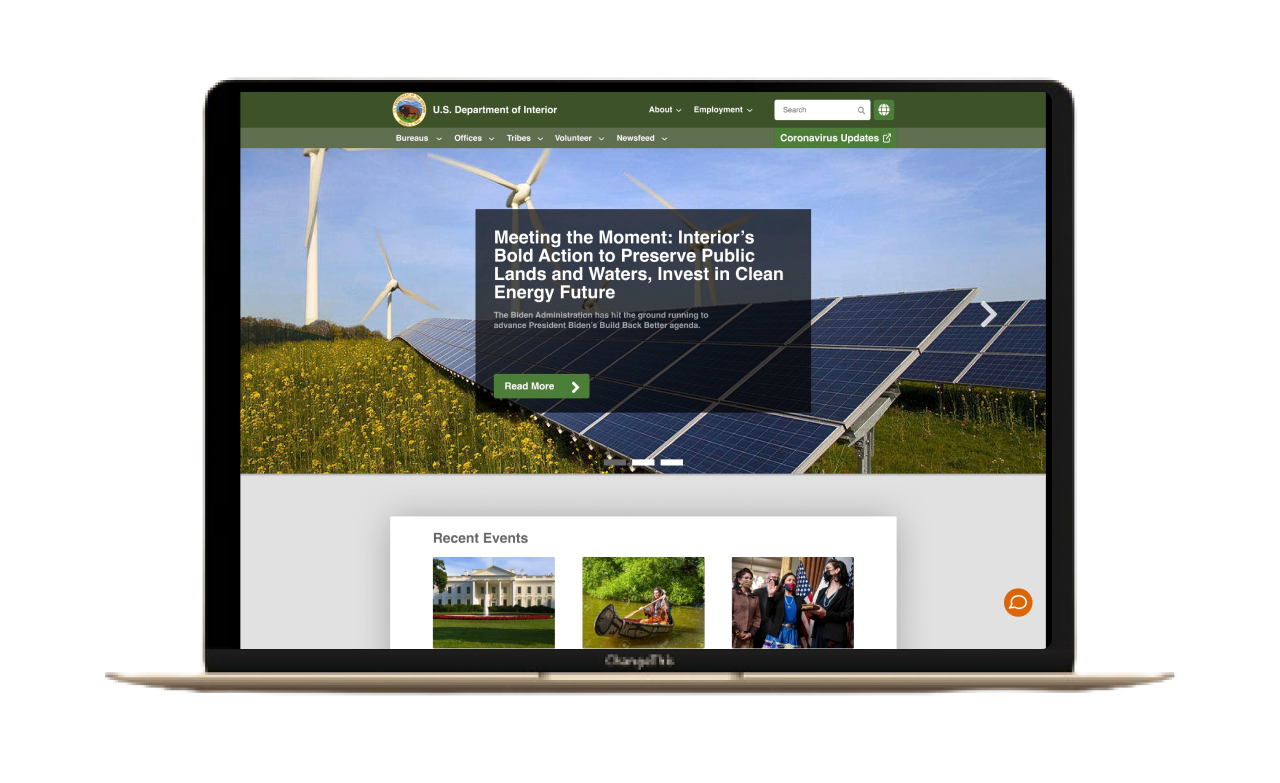 U.S. Department of Interior
About
Employment
Search
Bureaus
Offices
Tribes
Volunteer
Newsfeed
Coronavirus Updates
Meeting the Moment: Interior's
Bold Action to Preserve Public
Lands and Waters, Invest in Clean
Energy Future
The Biden Administration has hit the ground running to
advance President Biden's Build Back Better agenda.
Read More
Recent Events
ChangeThis